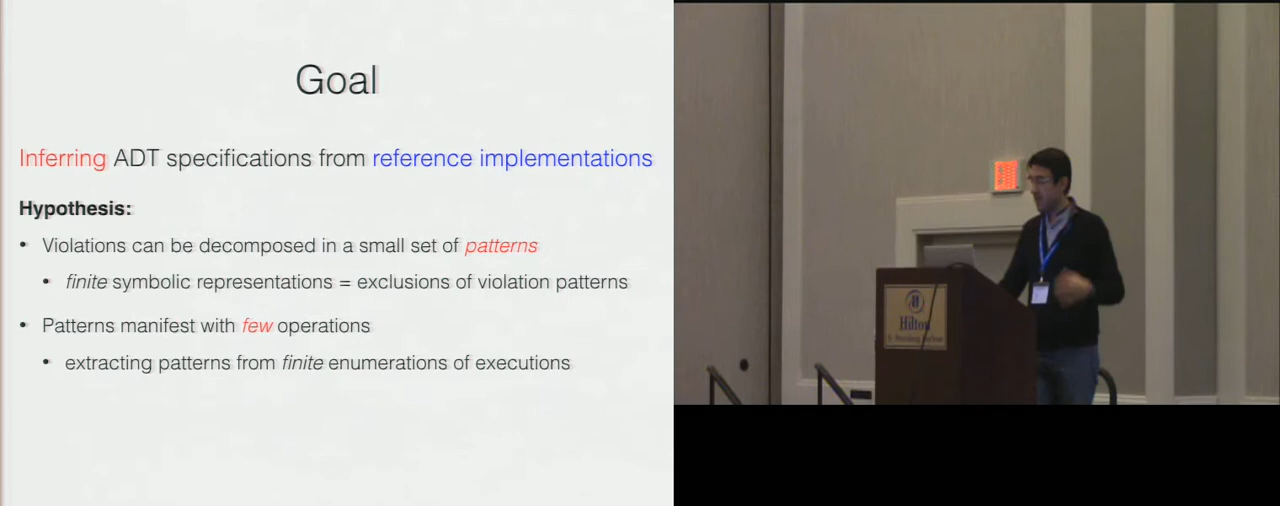 Goal
Inferring ADT specifications from reference implementations
Hypothesis:
• Violations can be decomposed in a small set of patterns
• finite symbolic representations = exclusions of violation patterns
• Patterns manifest with few operations
• extracting patterns from finite enumerations of executions
Hilton